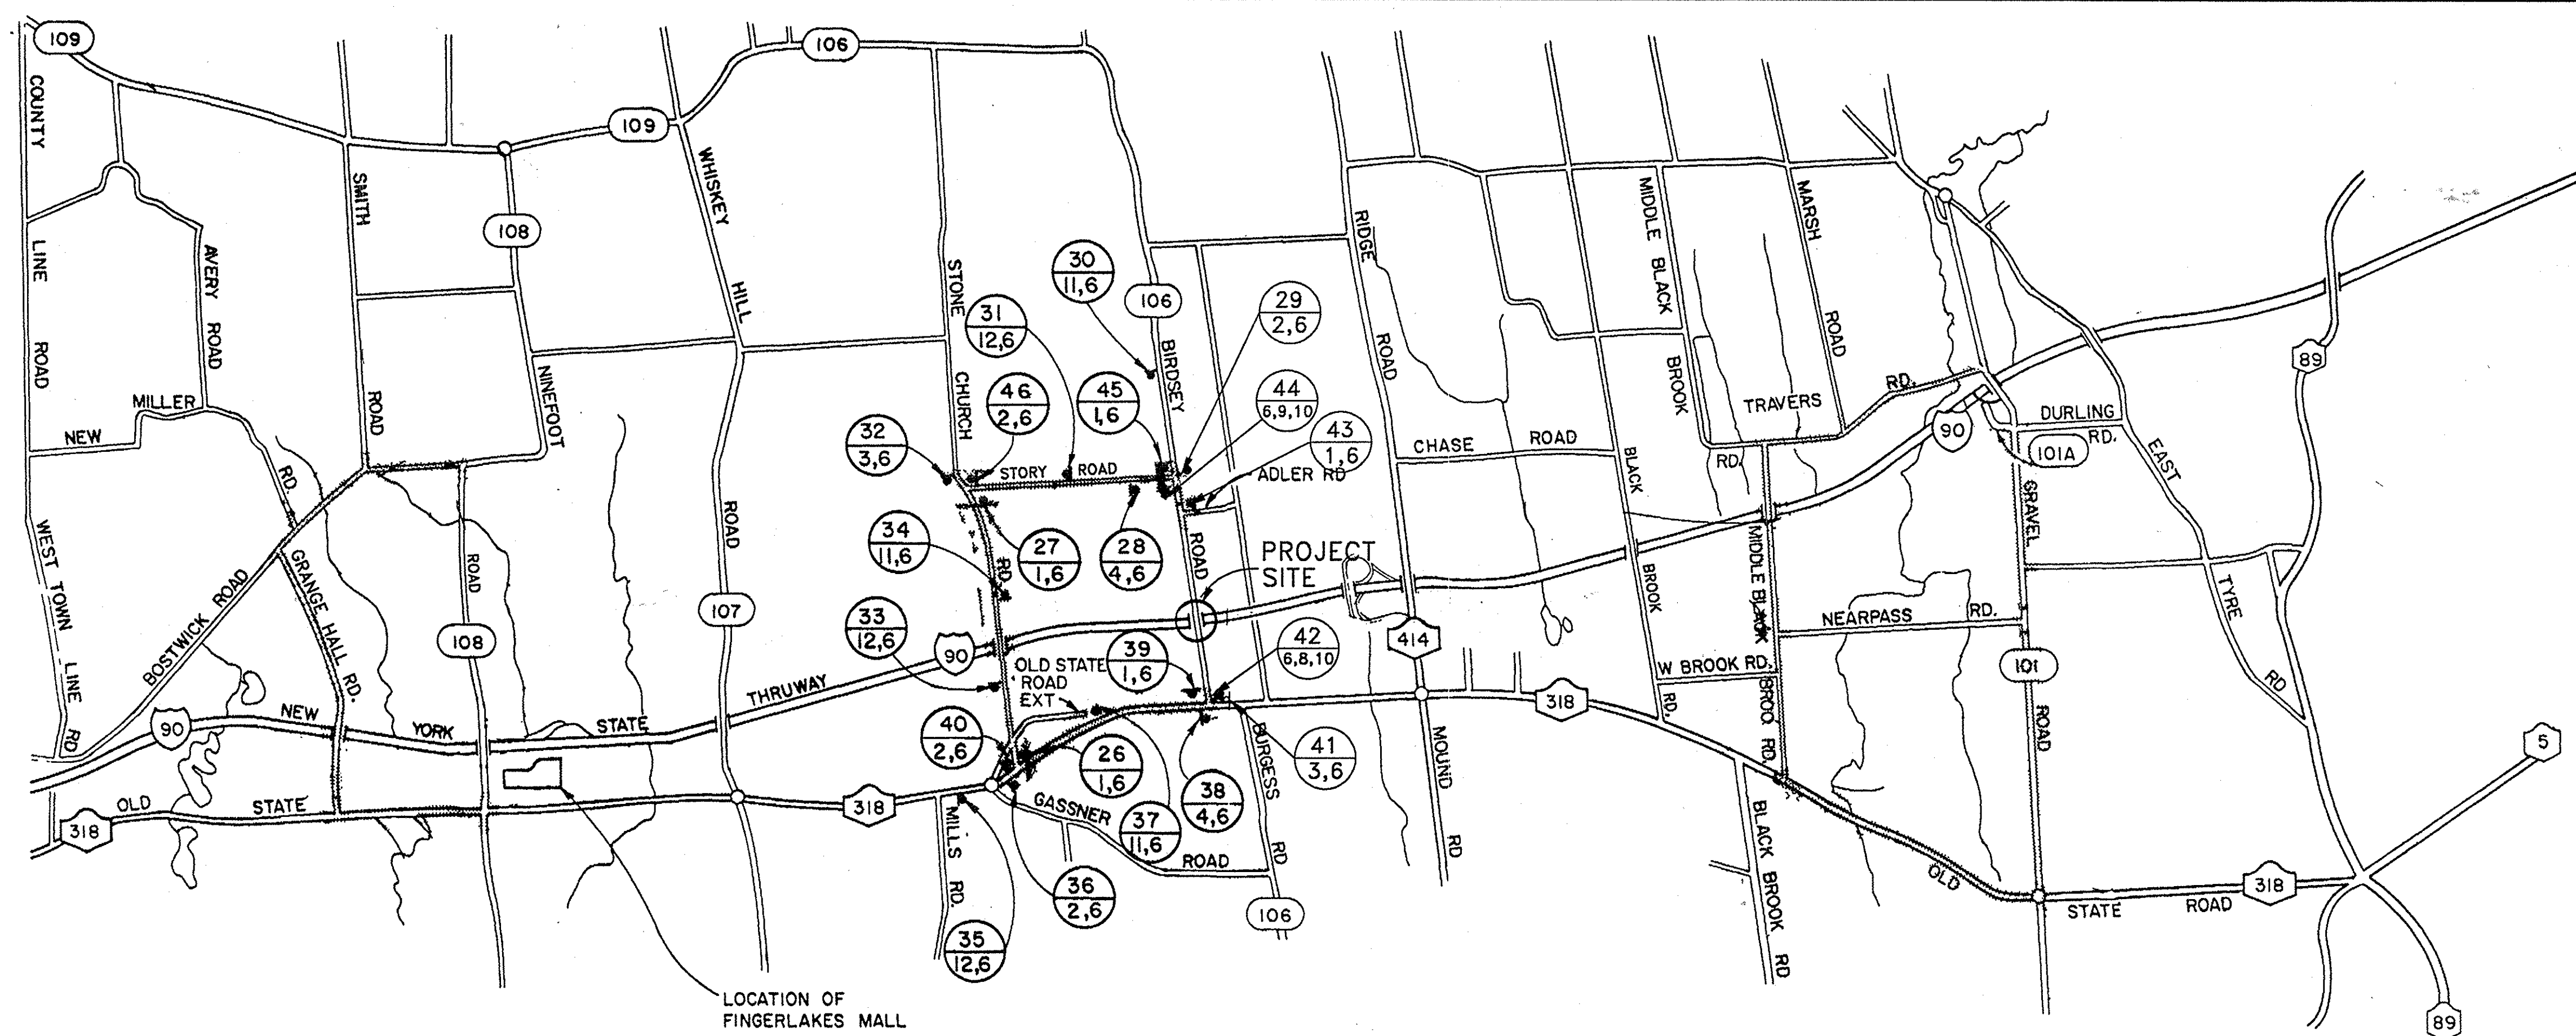 109
106
COUNTY
LINE
ROAD
109
SMITH
ROAD
WHISKEY
HILL
ROAD
108
AVERY
ROAD
STONE
CHURCH
RD.
30
11,6
106
29
2,6
31
12,6
BIRDSEY
ROAD
RIDGE
ROAD
MIDDLE BLACK
BROOK
RD.
MARSH
ROAD
TRAVERS
RD.
89
MILLER
RD.
NEW
NINEFOOT
ROAD
46
2,6
45
1,6
44
6,9,10
43
1,6
32
3,6
STORY ROAD
ADLER RD
CHASE ROAD
BLACK
BROOK
RD.
90
DURLING
RD.
101A
EAST
TYRE
RD
GRAVEL
ROAD
WEST TOWN LINE RD
BOSTWICK ROAD
GRANGE HALL RD.
34
11,6
27
1,6
28
4,6
PROJECT
SITE
108
107
33
12,6
90
39
1,6
42
6,8,10
414
MIDDLE BLACK
BROO. RD.
NEARPASS RD.
W BROOK RD.
101
OLD STATE
ROAD
EXT
90
NEW YORK STATE THRUWAY
40
2,6
26
1,6
41
3,6
318
BURGESS
RD
MOUND
RD
5
318
OLD STATE
318
GASSNER
ROAD
37
11,6
38
4,6
MILLS RD.
36
2,6
35
12,6
106
BLACK BROOK RD
OLD
STATE ROAD
318
LOCATION OF
FINGERLAKES MALL
89